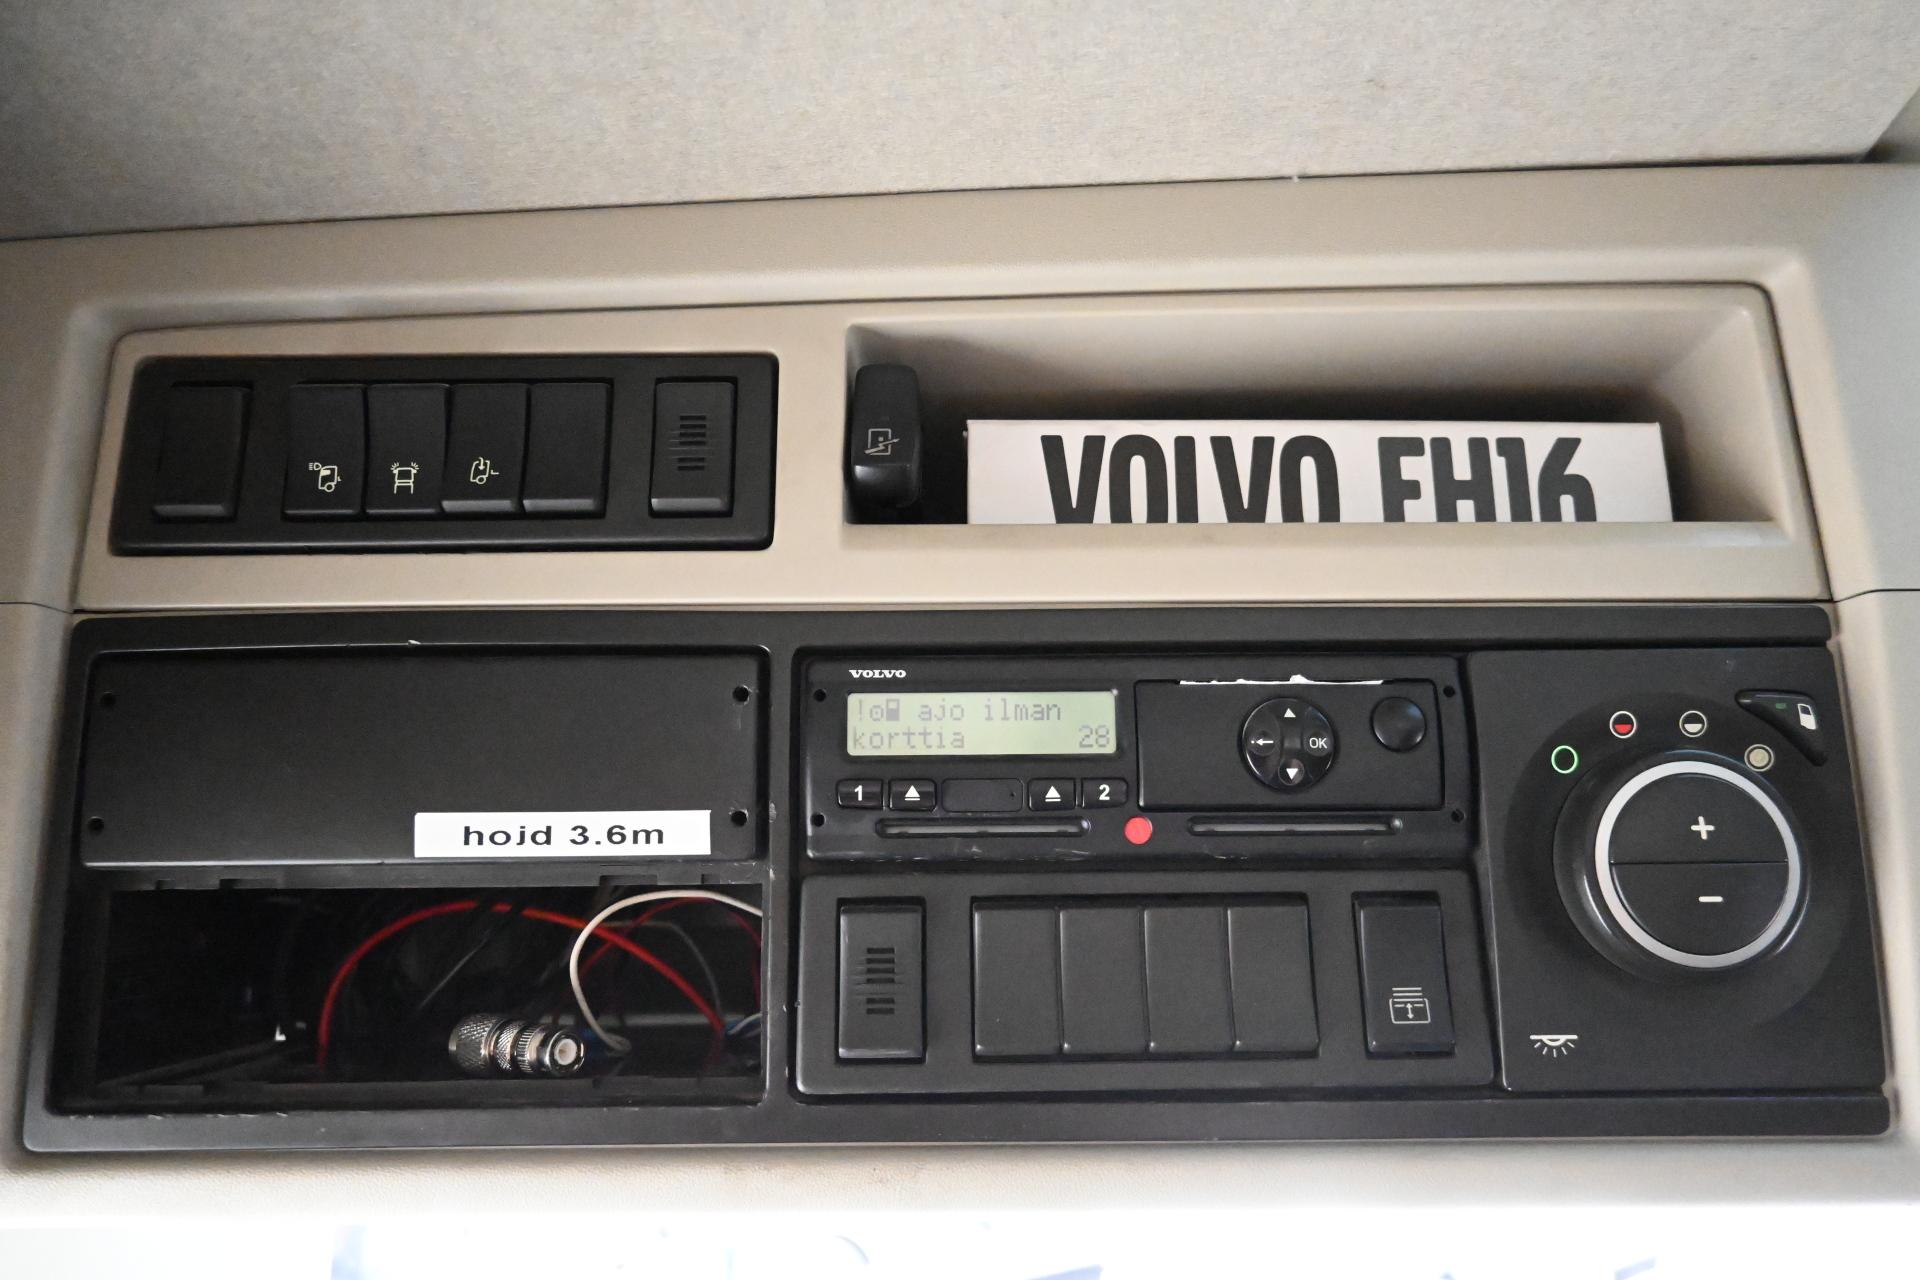 VOLVO FH16
VOLVO
! ajo ilman
korttia 28
1 2
OK
+
-
hojd 3.6m